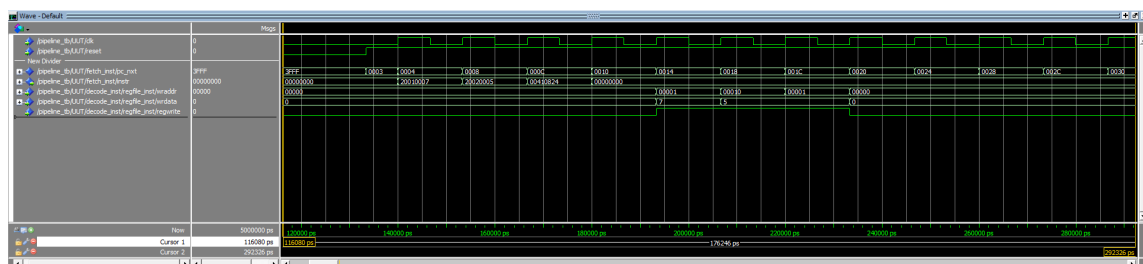 Wave - Default
Msgs
/pipeline_tb/UUT/clk 0
/pipeline_tb/UUT/reset 0
New Divider
/pipeline_tb/UUT/fetch_inst/pc_nxt 3FFF 3FFF 0003 0004 0008 000C 0010 0014 0018 001C 0020 0024 0028 002C 0030
/pipeline_tb/UUT/fetch_inst/instr 00000000 00000000 20010007 20020005 00410824 00000000
/pipeline_tb/UUT/decode_inst/regfile_inst/wraddr 00000 00000 00001 00010 00001 00000
/pipeline_tb/UUT/decode_inst/regfile_inst/wrdata 0 0 7 5 0
/pipeline_tb/UUT/decode_inst/regfile_inst/regwrite 0
Now 5000000 ps 120000 ps 140000 ps 160000 ps 180000 ps 200000 ps 220000 ps 240000 ps 260000 ps 280000 ps
Cursor 1 116080 ps 116080 ps 176246 ps
Cursor 2 292326 ps 292326 ps